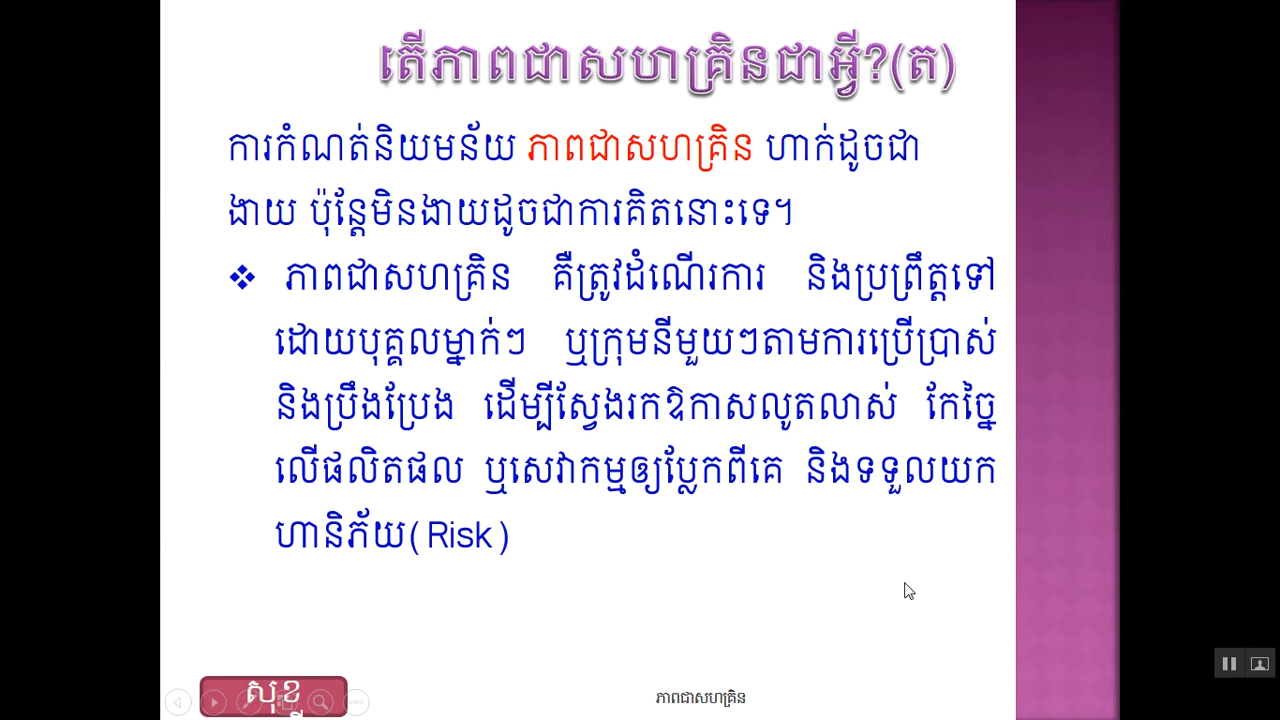 តើភាពជាសហគ្រិនជាអ្វី?(ត)
ការកំណត់និយមន័យ ភាពជាសហគ្រិន ហាក់ដូចជា
ងាយ ប៉ុន្តែមិនងាយដូចជាការគិតនោះទេ។
❖ ភាពជាសហគ្រិន គឺត្រូវដំណើរការ និងប្រព្រឹត្តទៅ
ដោយបុគ្គលម្នាក់ៗ ឬក្រុមនីមួយៗតាមការប្រើប្រាស់
និងប្រឹងប្រែង ដើម្បីស្វែងរកឱកាសលូតលាស់ កែច្នៃ
លើផលិតផល ឬសេវាកម្មឲ្យប្លែកពីគេ និងទទួលយក
ហានិភ័យ(Risk)
សុខ
ភាពជាសហគ្រិន